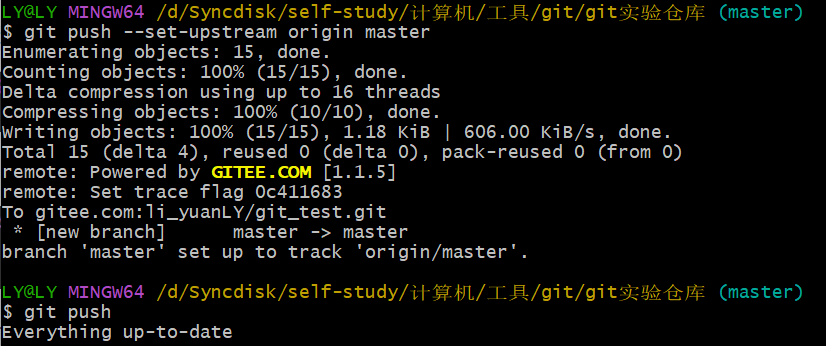 LY@LY MINGW64 /d/Syncdisk/self-study/计算机/工具/git/git实验仓库 (master)
$ git push --set-upstream origin master
Enumerating objects: 15, done.
Counting objects: 100% (15/15), done.
Delta compression using up to 16 threads
Compressing objects: 100% (10/10), done.
Writing objects: 100% (15/15), 1.18 KiB | 606.00 KiB/s, done.
Total 15 (delta 4), reused 0 (delta 0), pack-reused 0 (from 0)
remote: Powered by GITEE.COM [1.1.5]
remote: Set trace flag 0c411683
To gitee.com:li_yuanLY/git_test.git
 * [new branch]      master -> master
branch 'master' set up to track 'origin/master'.
LY@LY MINGW64 /d/Syncdisk/self-study/计算机/工具/git/git实验仓库 (master)
$ git push
Everything up-to-date